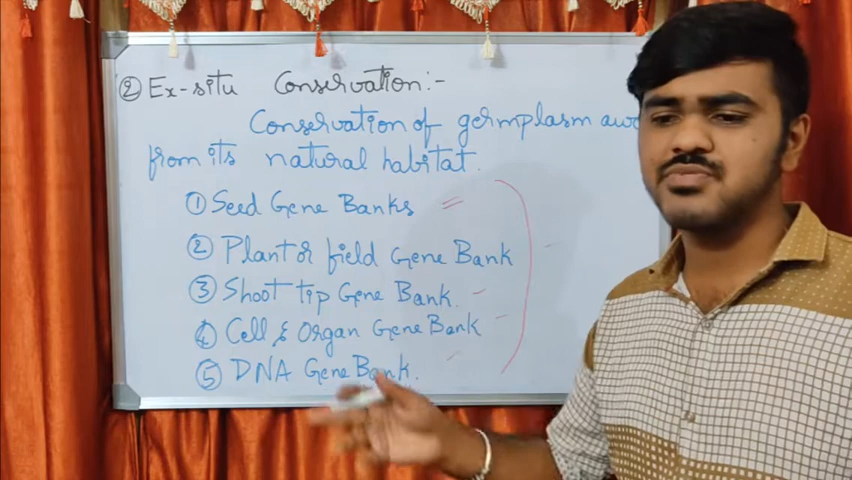 ② Ex-situ Conservation:-
Conservation of germplasm
from its natural habitat.
① Seed Gene Banks
② Plant or field Gene Bank
③ Shoot tip Gene Bank.
④ Cell & Organ Gene Bank
⑤ DNA Gene Bank.